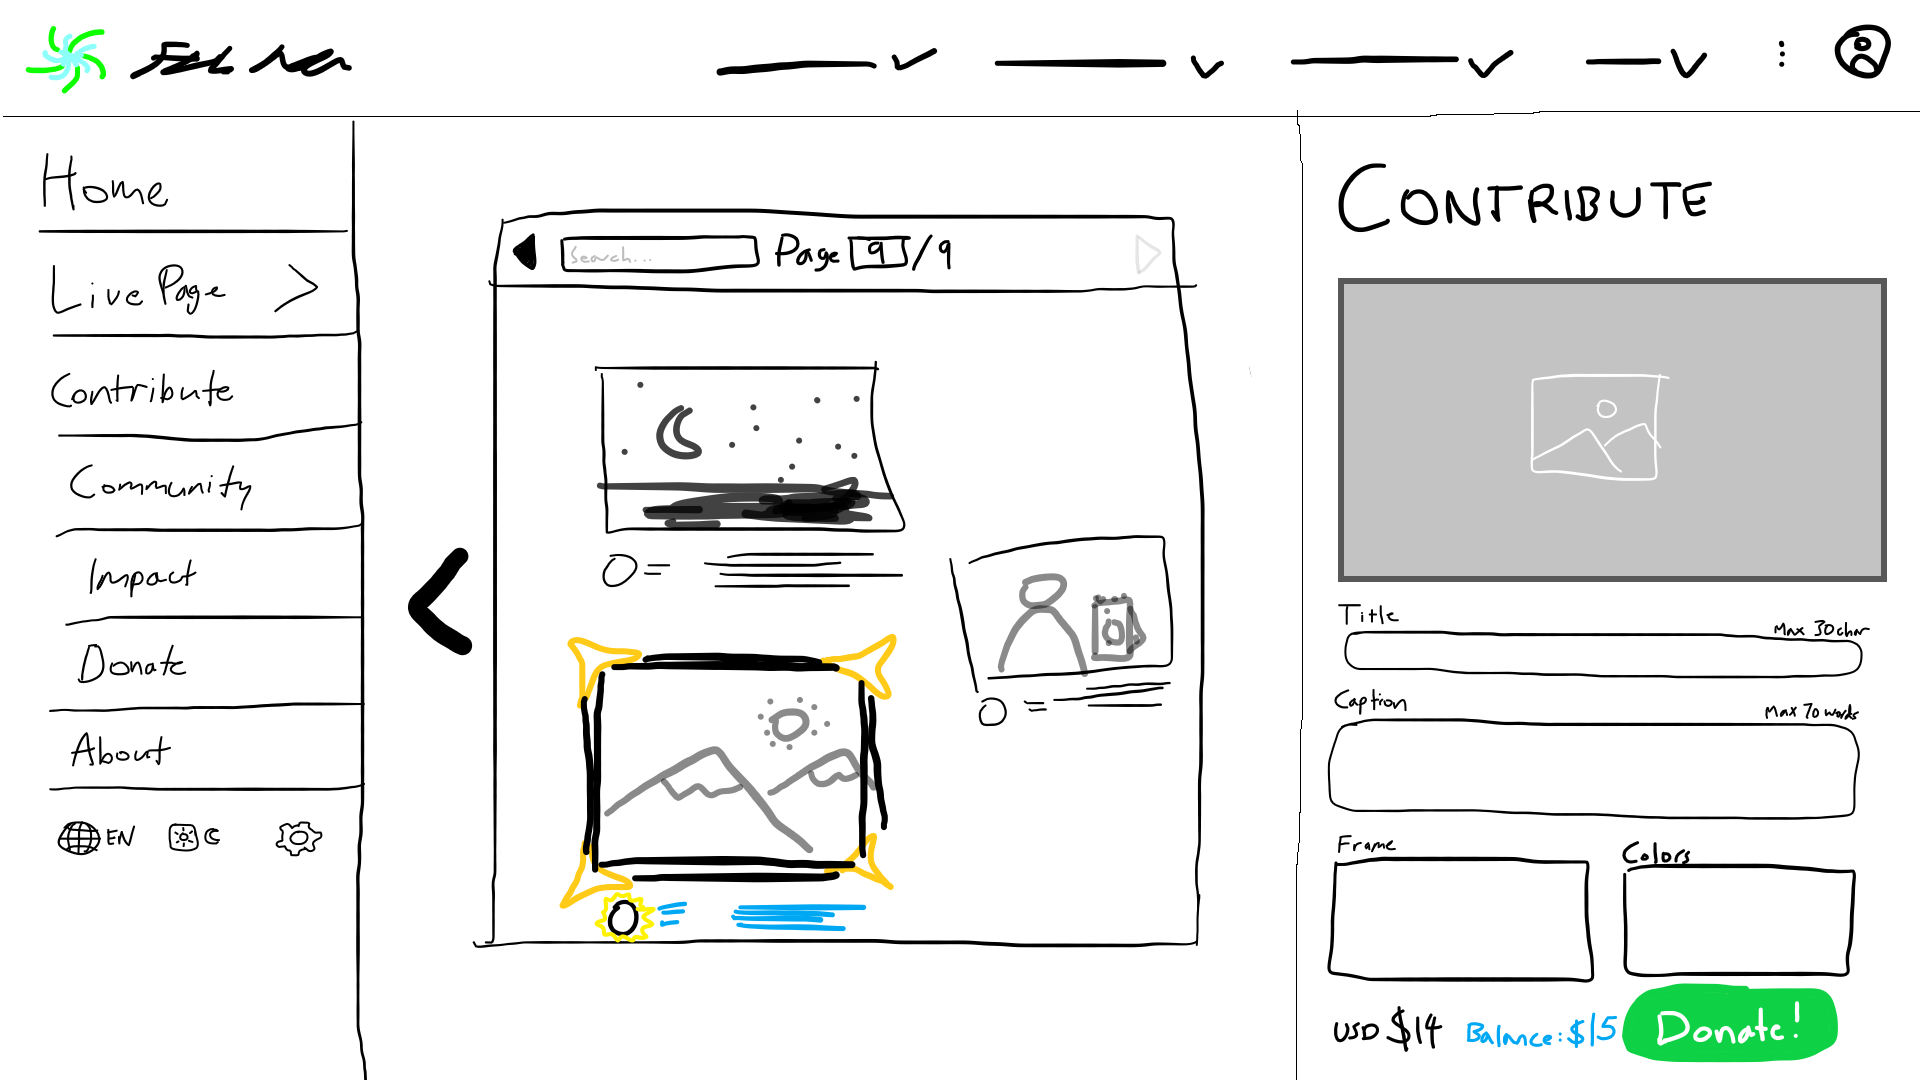 Home
Live Page >
Contribute
Community
Impact
Donate
About
EN
Search...
Page 9/9
CONTRIBUTE
Title
Max 30 char
Caption
Max 70 words
Frame
Colors
USD $14
Balance: $15
Donate!